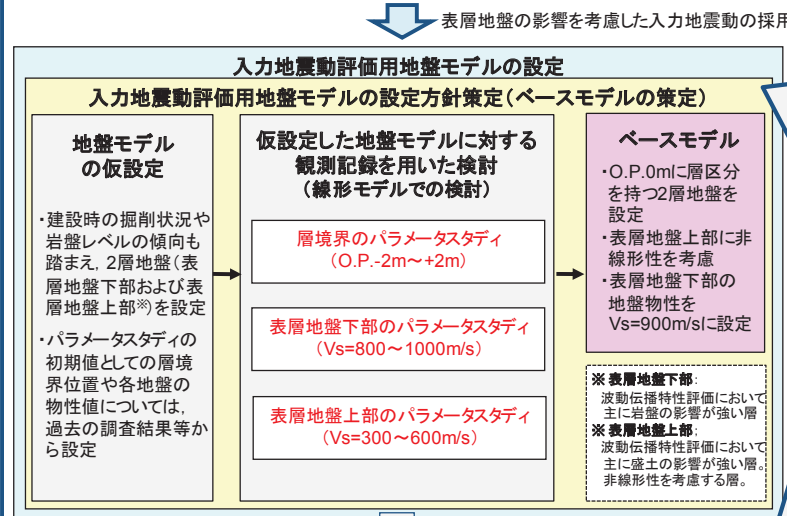 表層地盤の影響を考慮した入力地震動の採用
入力地震動評価用地盤モデルの設定
入力地震動評価用地盤モデルの設定方針策定(ベースモデルの策定)
地盤モデル
の仮設定
・建設時の掘削状況や
岩盤レベルの傾向も
踏まえ，2層地盤(表
層地盤下部および表
層地盤上部※)を設定
・パラメータスタディの
初期値としての層境
界位置や各地盤の
物性値については，
過去の調査結果等か
ら設定
仮設定した地盤モデルに対する
観測記録を用いた検討
(線形モデルでの検討)
層境界のパラメータスタディ
(O.P.-2m～+2m)
表層地盤下部のパラメータスタディ
(Vs=800～1000m/s)
表層地盤上部のパラメータスタディ
(Vs=300～600m/s)
ベースモデル
・O.P.0mに層区分
を持つ2層地盤を
設定
・表層地盤上部に非
線形性を考慮
・表層地盤下部の
地盤物性を
Vs=900m/sに設定
※表層地盤下部:
波動伝播特性評価において
主に岩盤の影響が強い層
※表層地盤上部:
波動伝播特性評価において
主に盛土の影響が強い層。
非線形性を考慮する層。